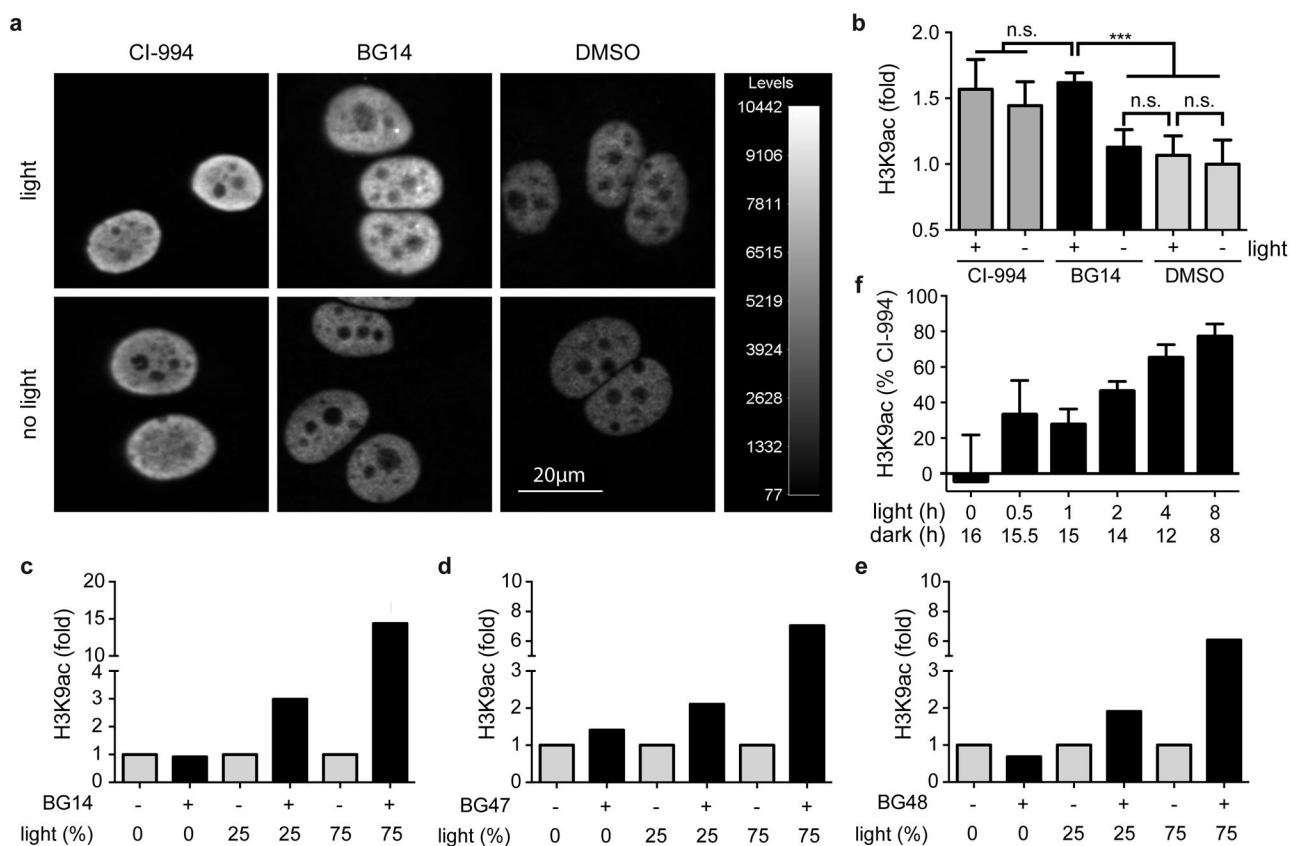 a
CI-994 BG14 DMSO
light
no light
Levels
10442
9106
7811
6515
5219
3924
2628
1332
77
20µm
b
H3K9ac (fold)
2.0
1.5
1.0
0.5
n.s. ***
n.s. n.s.
+ - + - + - light
CI-994 BG14 DMSO
f
H3K9ac (% CI-994)
100
80
60
40
20
0
light (h) 0 0.5 1 2 4 8
dark (h) 16 15.5 15 14 12 8
c
H3K9ac (fold)
20
15
10
4
3
2
1
0
BG14 - + - + - +
light (%) 0 0 25 25 75 75
d
H3K9ac (fold)
10
8
6
3
2
1
0
BG47 - + - + - +
light (%) 0 0 25 25 75 75
e
H3K9ac (fold)
10
8
6
3
2
1
0
BG48 - + - + - +
light (%) 0 0 25 25 75 75